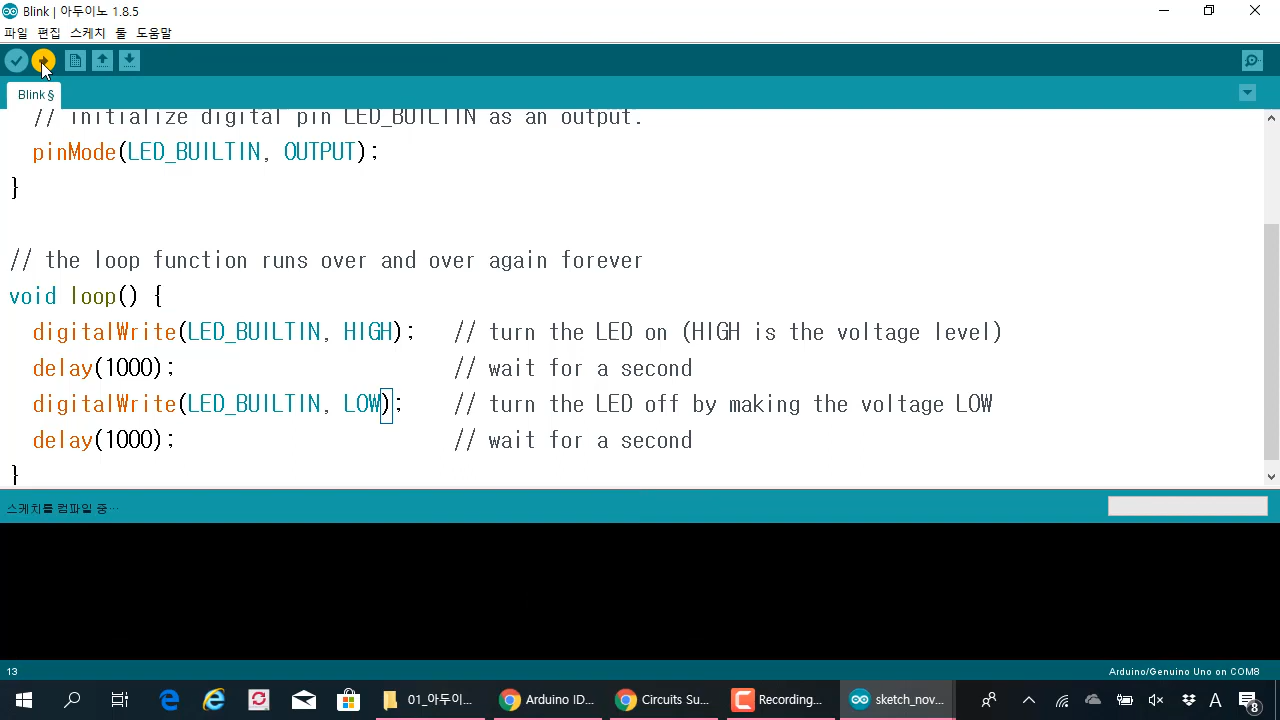 Blink | 아두이노 1.8.5
파일 편집 스케치 툴 도움말
Blink §
// initialize digital pin LED_BUILTIN as an output.
pinMode(LED_BUILTIN, OUTPUT);
}
// the loop function runs over and over again forever
void loop() {
digitalWrite(LED_BUILTIN, HIGH);   // turn the LED on (HIGH is the voltage level)
delay(1000);                       // wait for a second
digitalWrite(LED_BUILTIN, LOW);    // turn the LED off by making the voltage LOW
delay(1000);                       // wait for a second
}
스케치를 컴파일 중…
13
Arduino/Genuino Uno on COM8
01_아두이... Arduino ID... Circuits Su... Recording... sketch_nov... A 8